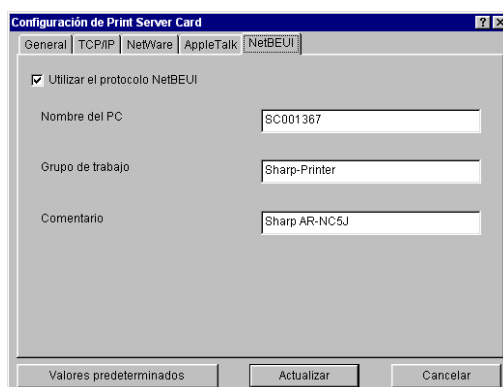 Configuración de Print Server Card
General TCP/IP NetWare AppleTalk NetBEUI
Utilizar el protocolo NetBEUI
Nombre del PC SC001367
Grupo de trabajo Sharp-Printer
Comentario Sharp AR-NC5J
Valores predeterminados Actualizar Cancelar